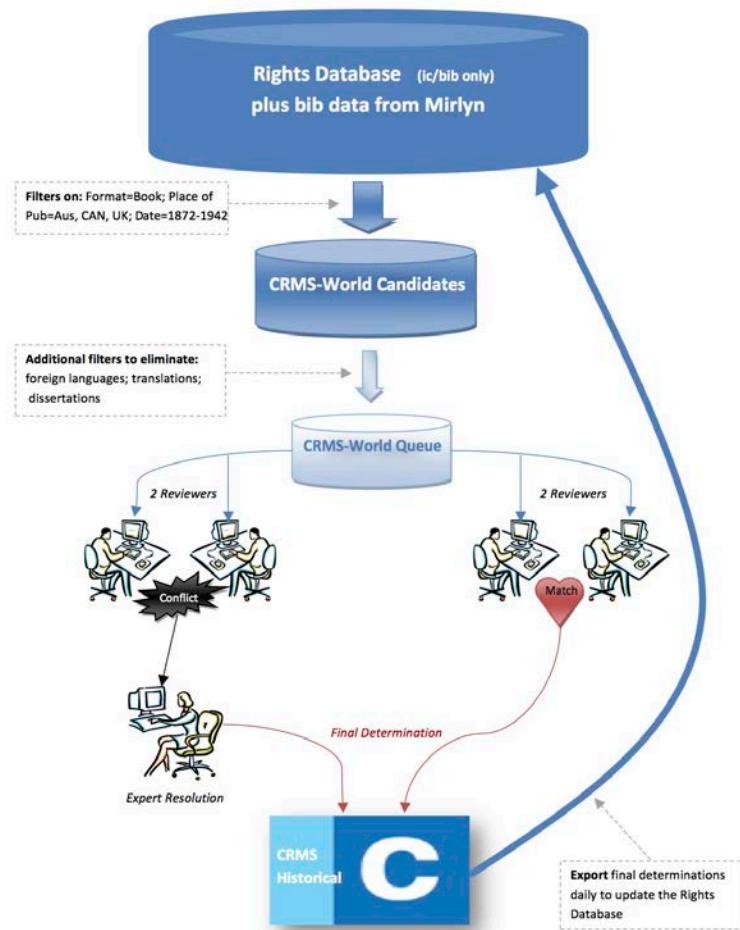 Rights Database (ic/bib only)
plus bib data from Mirlyn
Filters on: Format=Book; Place of
Pub=Aus, CAN, UK; Date=1872-1942
CRMS-World Candidates
Additional filters to eliminate:
foreign languages; translations;
dissertations
CRMS-World Queue
2 Reviewers
2 Reviewers
Conflict
Match
Final Determination
Expert Resolution
CRMS
Historical
C
Export final determinations
daily to update the Rights
Database